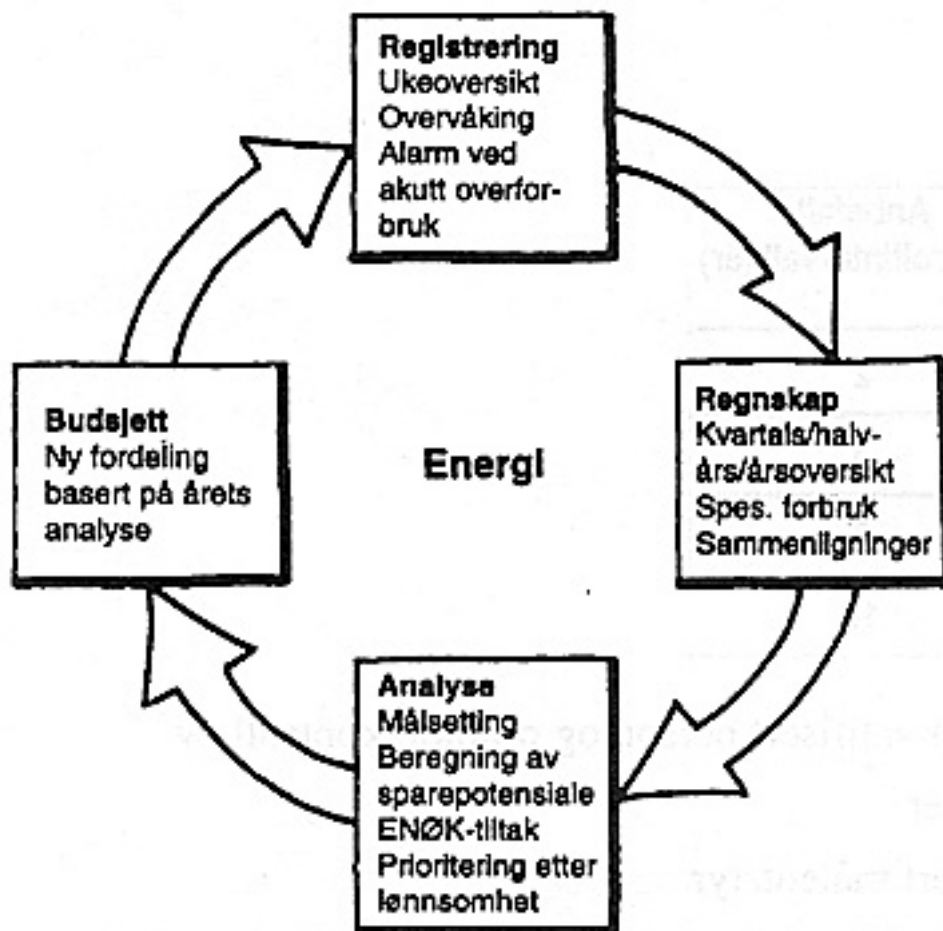 Registrering
Ukeoversikt
Overvåking
Alarm ved
akutt overfor-
bruk
Regnskap
Kvartals/halv-
års/årsoversikt
Spes. forbruk
Sammenligninger
Energi
Budsjett
Ny fordeling
basert på årets
analyse
Analyse
Målsetting
Beregning av
sparepotensiale
ENØK-tiltak
Prioritering etter
lønnsomhet